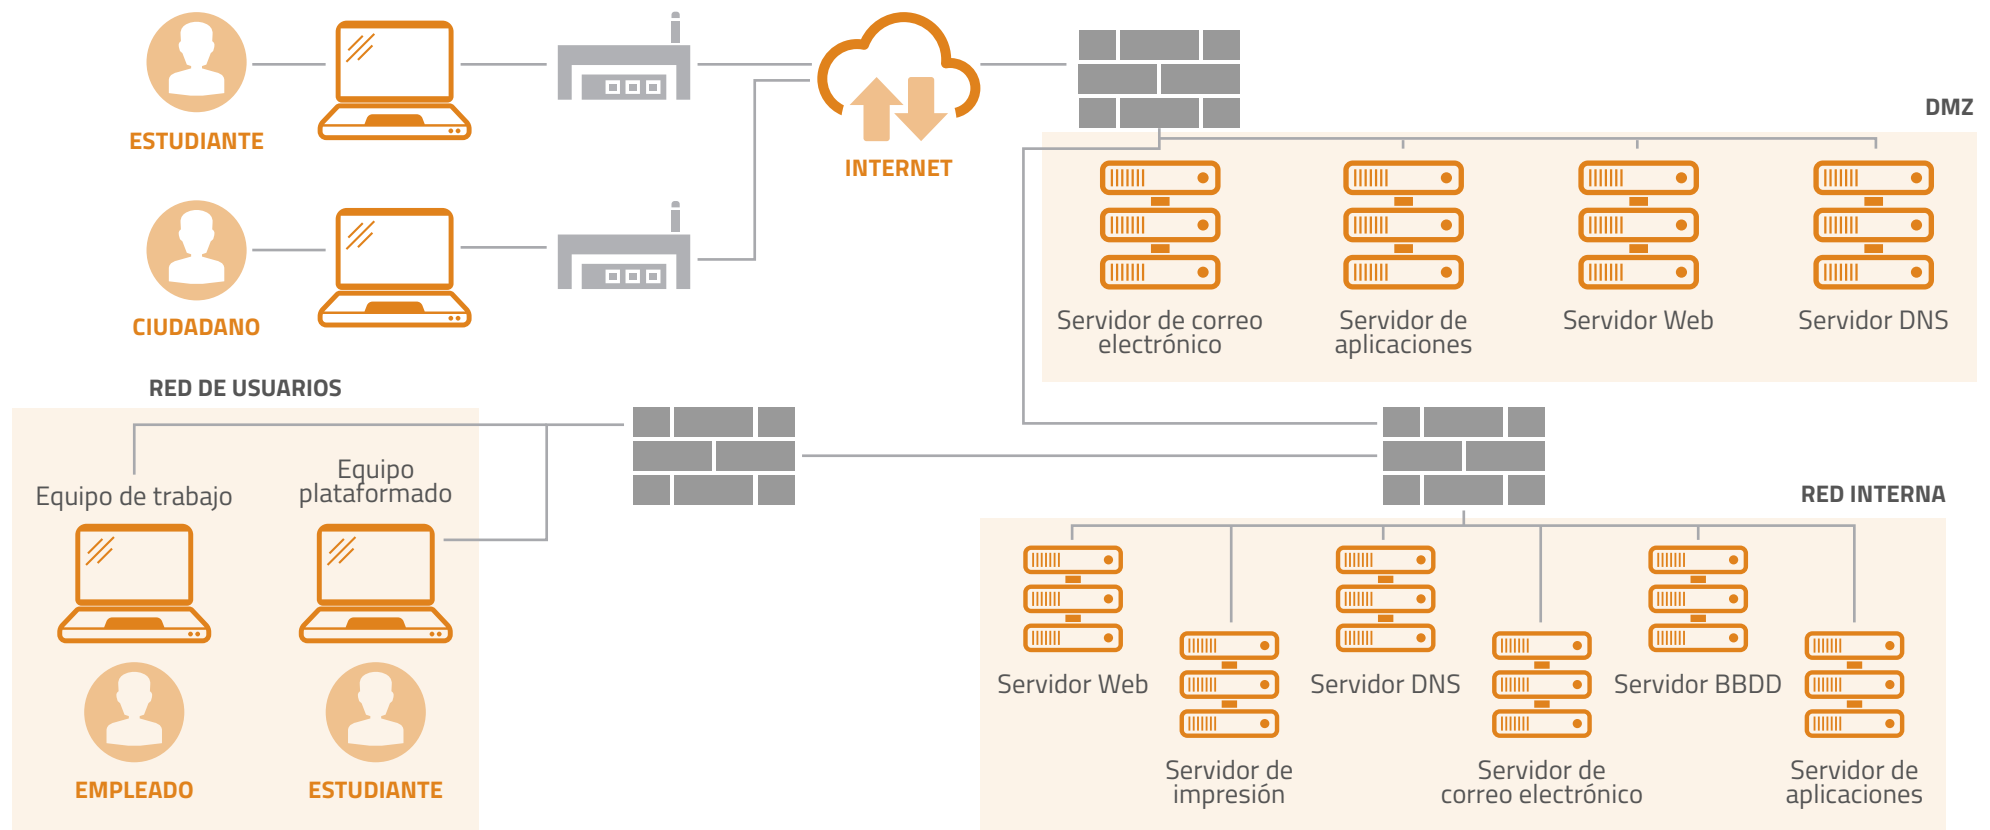 ESTUDIANTE
INTERNET
CIUDADANO
DMZ
Servidor de correo
electrónico
Servidor de
aplicaciones
Servidor Web
Servidor DNS
RED DE USUARIOS
Equipo de trabajo
Equipo
plataformado
EMPLEADO
ESTUDIANTE
RED INTERNA
Servidor Web
Servidor de
impresión
Servidor DNS
Servidor de
correo electrónico
Servidor BBDD
Servidor de
aplicaciones